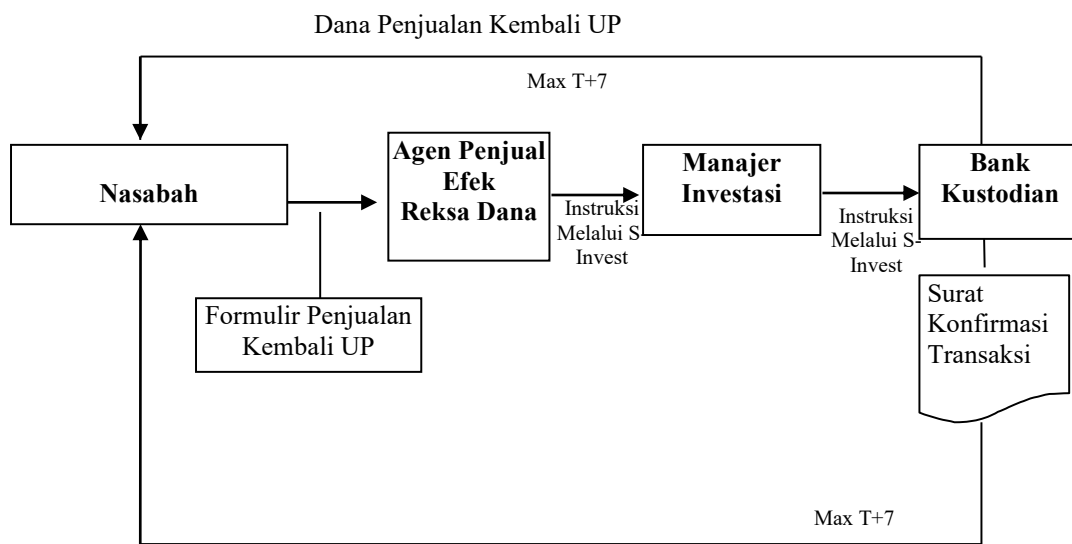 Dana Penjualan Kembali UP
Max T+7
Nasabah
Agen Penjual
Efek
Reksa Dana
Manajer
Investasi
Bank
Kustodian
Instruksi
Melalui S-
Invest
Instruksi
Melalui S-
Invest
Formulir Penjualan
Kembali UP
Surat
Konfirmasi
Transaksi
Max T+7